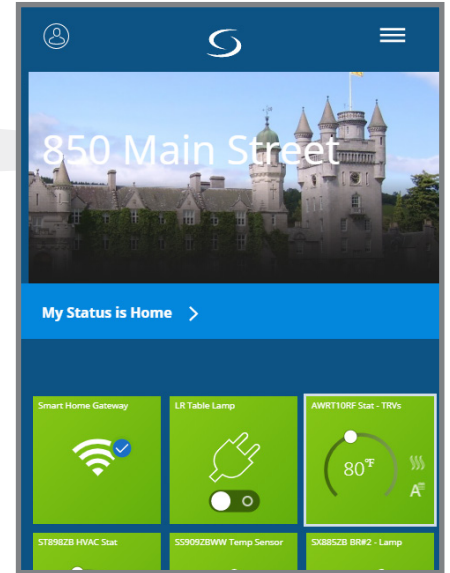 850 Main Street
My Status is Home
Smart Home Gateway
LR Table Lamp
AWRT10RF Stat - TRVs
80°F
A
ST898ZB HVAC Stat
SS909ZBWW Temp Sensor
SX885ZB BR#2 - Lamp